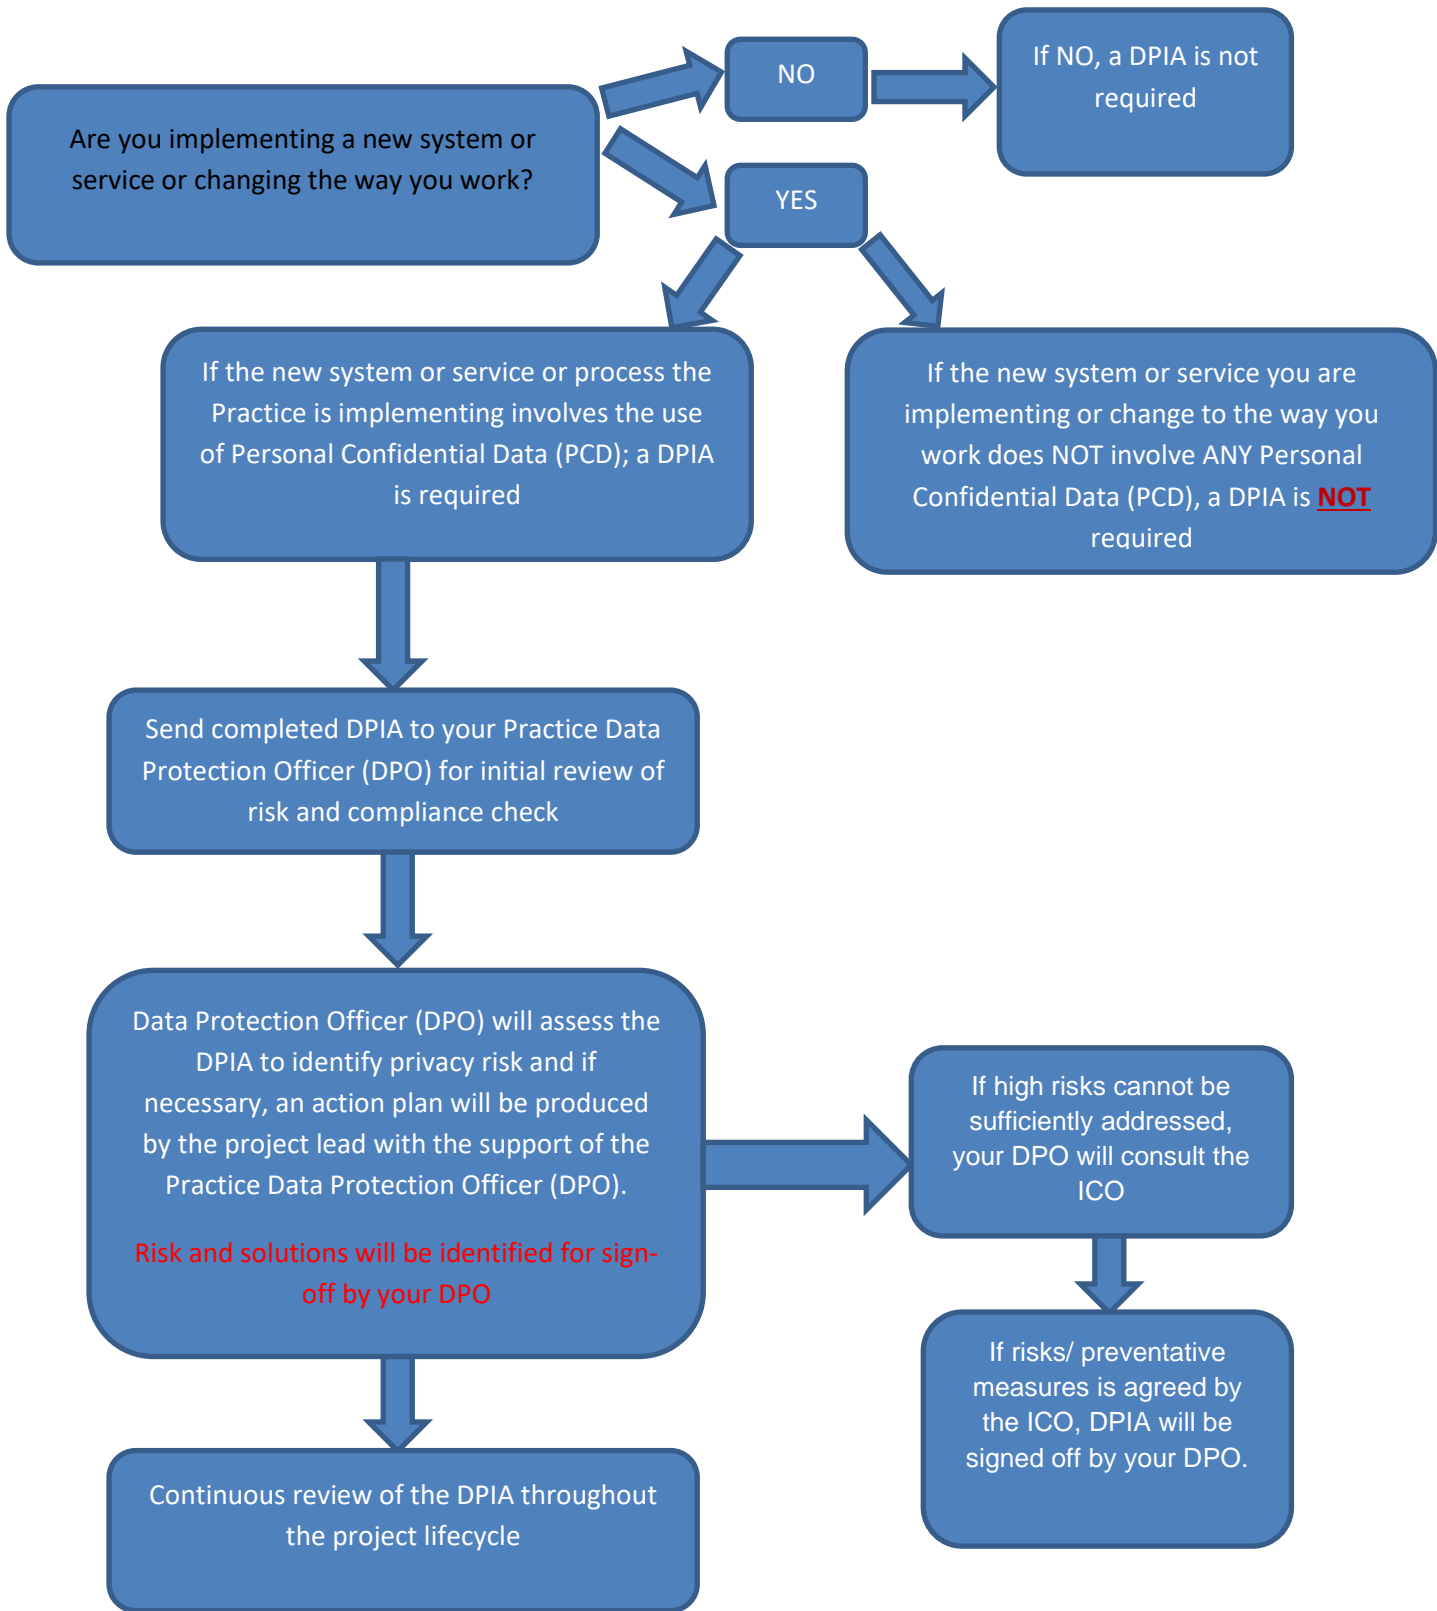 Are you implementing a new system or
service or changing the way you work?
NO
If NO, a DPIA is not
required
YES
If the new system or service or process the
Practice is implementing involves the use
of Personal Confidential Data (PCD); a DPIA
is required
If the new system or service you are
implementing or change to the way you
work does NOT involve ANY Personal
Confidential Data (PCD), a DPIA is NOT
required
Send completed DPIA to your Practice Data
Protection Officer (DPO) for initial review of
risk and compliance check
Data Protection Officer (DPO) will assess the
DPIA to identify privacy risk and if
necessary, an action plan will be produced
by the project lead with the support of the
Practice Data Protection Officer (DPO).
Risk and solutions will be identified for sign-
off by your DPO
If high risks cannot be
sufficiently addressed,
your DPO will consult the
ICO
If risks/ preventative
measures is agreed by
the ICO, DPIA will be
signed off by your DPO.
Continuous review of the DPIA throughout
the project lifecycle